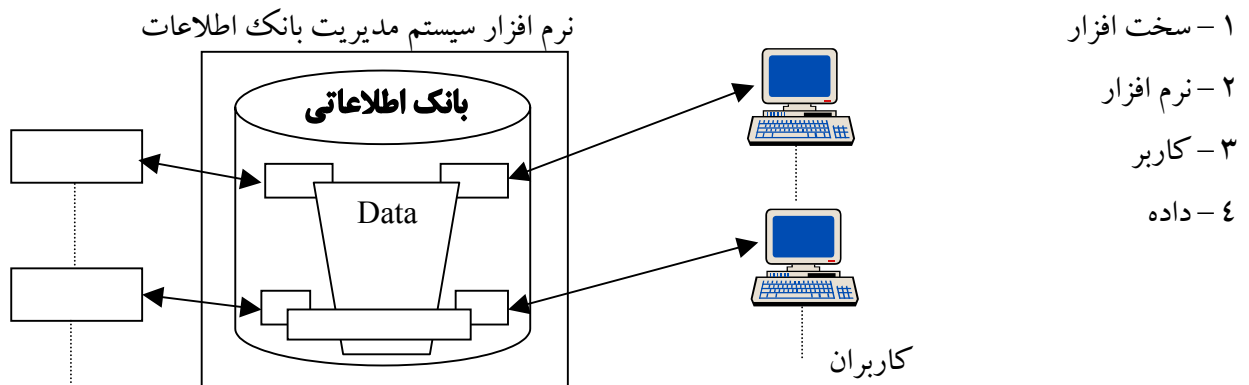 ۱ – سخت افزار
۲ – نرم افزار
۳ – کاربر
٤ – داده
نرم افزار سیستم مدیریت بانک اطلاعات
بانک اطلاعاتی
Data
کاربران